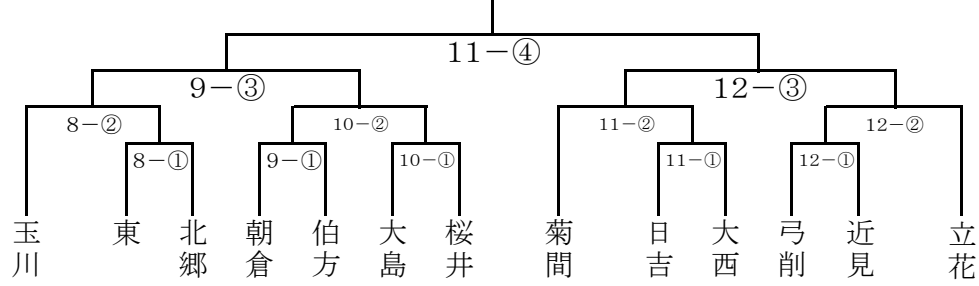 11－④
9－③
12－③
8－②
10－②
11－②
12－②
8－①
9－①
10－①
11－①
12－①
玉川
東
北郷
朝倉
伯方
大島
桜井
菊間
日吉
大西
弓削
近見
立花